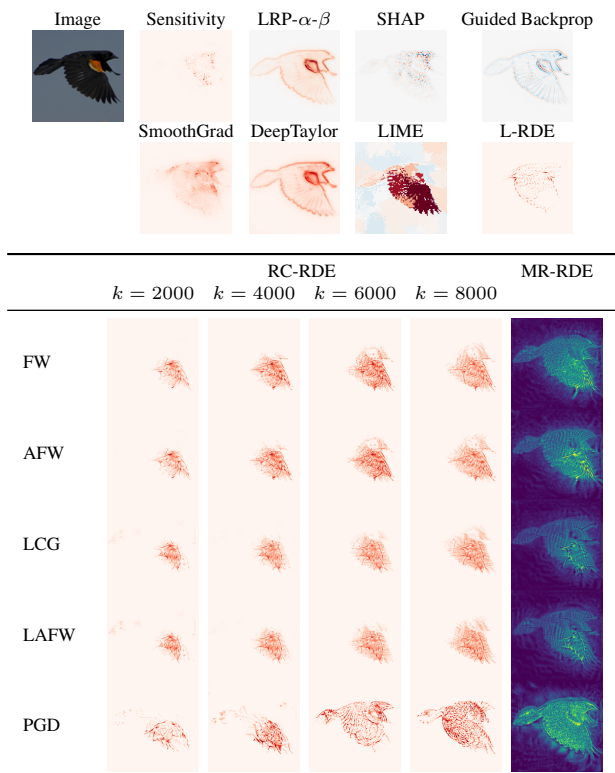 Image Sensitivity LRP-α-β SHAP Guided Backprop
SmoothGrad DeepTaylor LIME L-RDE
RC-RDE MR-RDE
k = 2000 k = 4000 k = 6000 k = 8000
FW
AFW
LCG
LAFW
PGD